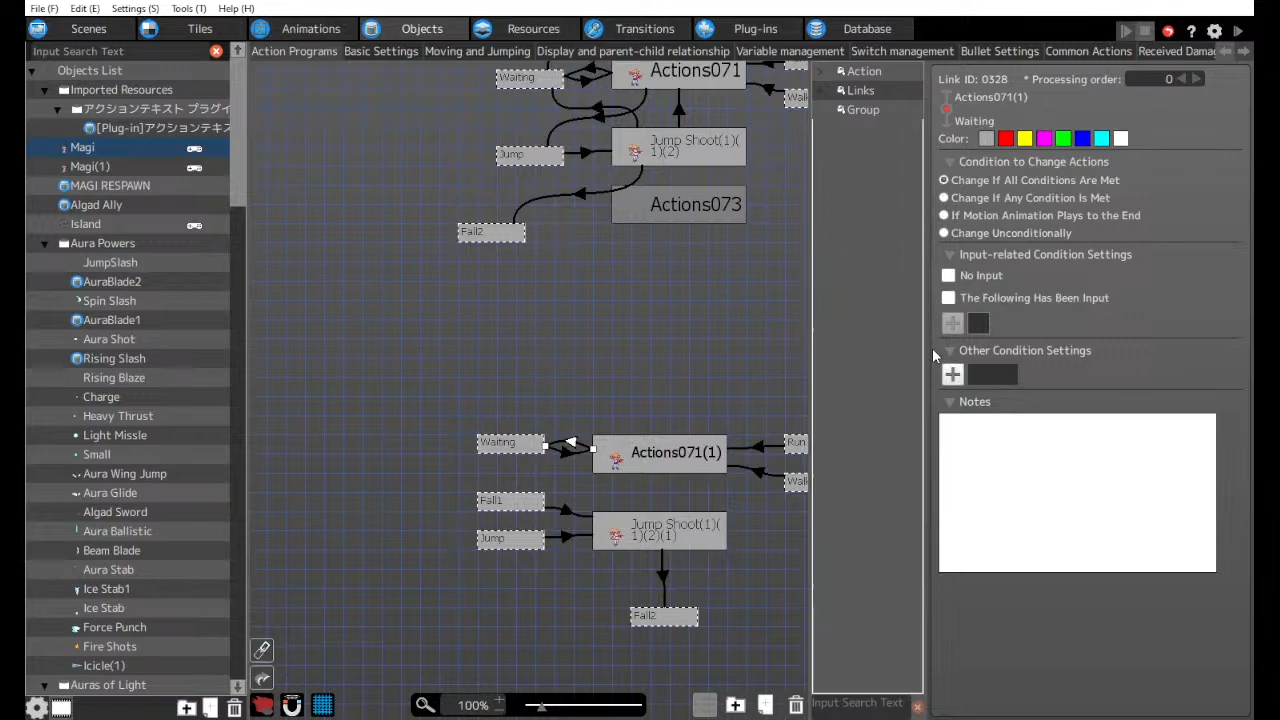 File (F) Edit (E) Settings (S) Tools (T) Help (H)
Scenes Tiles Animations Objects Resources Transitions Plug-ins Database
Input Search Text
Action Programs Basic Settings Moving and Jumping Display and parent-child relationship Variable management Switch management Bullet Settings Common Actions Received Dama
Objects List
Imported Resources
アクションテキスト プラグイ
[Plug-in]アクションテキス
Magi
Magi(1)
MAGI RESPAWN
Algad Ally
Island
Aura Powers
JumpSlash
AuraBlade2
Spin Slash
AuraBlade1
Aura Shot
Rising Slash
Rising Blaze
Charge
Heavy Thrust
Light Missle
Small
Aura Wing Jump
Aura Glide
Algad Sword
Aura Ballistic
Beam Blade
Aura Stab
Ice Stab1
Ice Stab
Force Punch
Fire Shots
Icicle(1)
Auras of Light
Waiting
Actions071
Walk
Jump
Jump Shoot(1)(
1)(2)
Actions073
Fall2
Waiting
Actions071(1)
Run
Walk
Fall1
Jump
Jump Shoot(1)(
1)(2)(1)
Fall2
100%
Action
Links
Group
Input Search Text
Link ID: 0328 * Processing order: 0
Actions071(1)
Waiting
Color:
Condition to Change Actions
Change If All Conditions Are Met
Change If Any Condition Is Met
If Motion Animation Plays to the End
Change Unconditionally
Input-related Condition Settings
No Input
The Following Has Been Input
Other Condition Settings
Notes